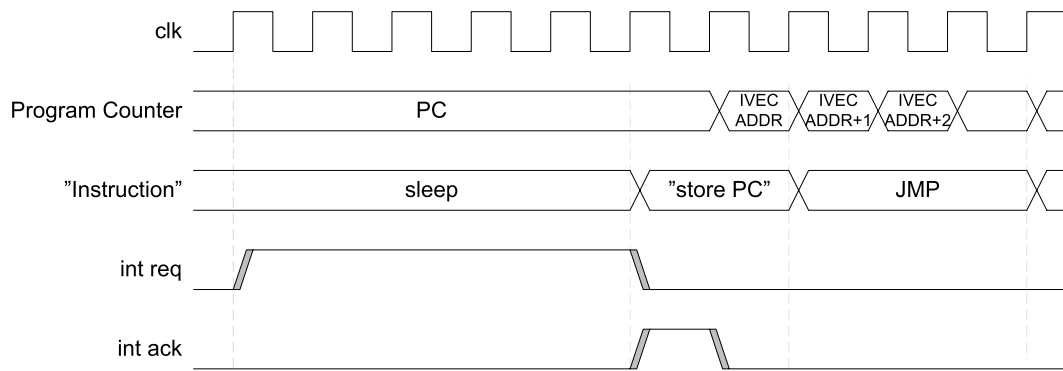 clk
Program Counter
PC
IVEC
ADDR
IVEC
ADDR+1
IVEC
ADDR+2
”Instruction”
sleep
”store PC”
JMP
int req
int ack